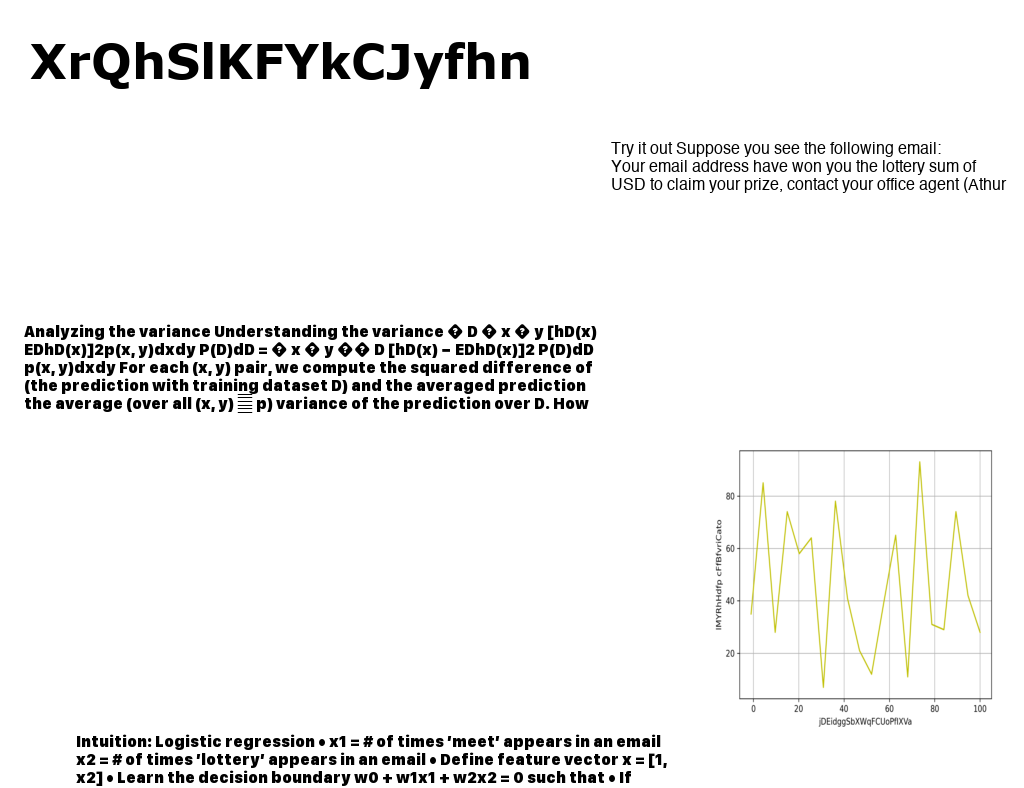 XrQhSlKFYkCJyfhn
Try it out Suppose you see the following email:
Your email address have won you the lottery sum of
USD to claim your prize, contact your office agent (Athur
Analyzing the variance Understanding the variance � D � x � y [hD(x)
EDhD(x)]2p(x, y)dxdy P(D)dD = � x � y �� D [hD(x) − EDhD(x)]2 P(D)dD
p(x, y)dxdy For each (x, y) pair, we compute the squared difference of
(the prediction with training dataset D) and the averaged prediction
the average (over all (x, y) p) variance of the prediction over D. How
80
60
40
20
0 20 40 60 80 100
jDEidggSbXWqFCUoPfIXVa
Intuition: Logistic regression • x1 = # of times 'meet' appears in an email
x2 = # of times 'lottery' appears in an email • Define feature vector x = [1,
x2] • Learn the decision boundary w0 + w1x1 + w2x2 = 0 such that • If